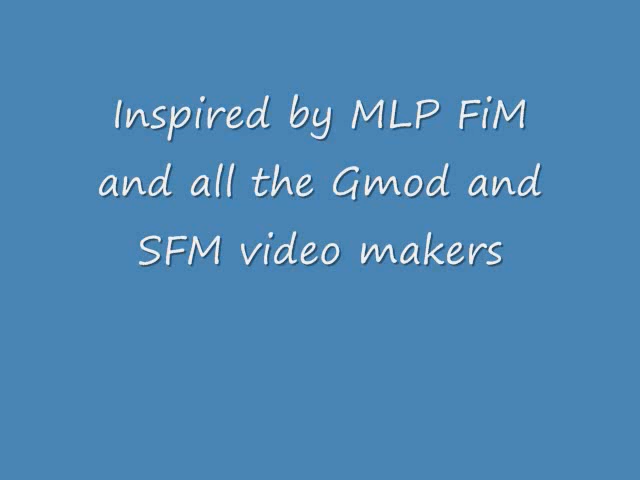 Inspired by MLP FiM
and all the Gmod and
SFM video makers